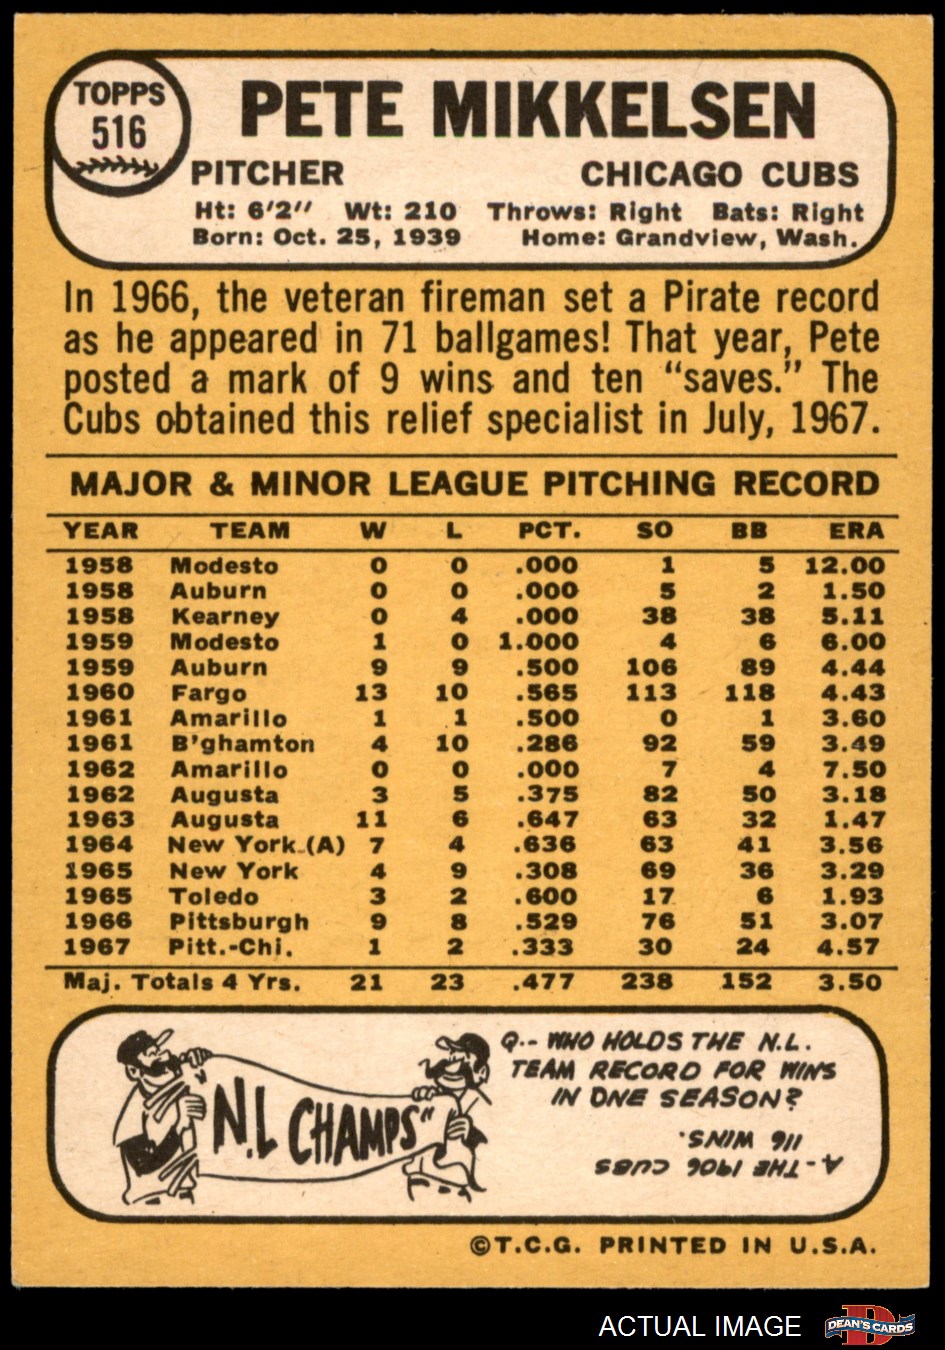 TOPPS
516
PETE MIKKELSEN
PITCHER CHICAGO CUBS
Ht: 6'2" Wt: 210 Throws: Right Bats: Right
Born: Oct. 25, 1939 Home: Grandview, Wash.
In 1966, the veteran fireman set a Pirate record
as he appeared in 71 ballgames! That year, Pete
posted a mark of 9 wins and ten "saves." The
Cubs obtained this relief specialist in July, 1967.
MAJOR & MINOR LEAGUE PITCHING RECORD
YEAR TEAM W L PCT. SO BB ERA
1958 Modesto 0 0 .000 1 5 12.00
1958 Auburn 0 0 .000 5 2 1.50
1958 Kearney 0 4 .000 38 38 5.11
1959 Modesto 1 0 1.000 4 6 6.00
1959 Auburn 9 9 .500 106 89 4.44
1960 Fargo 13 10 .565 113 118 4.43
1961 Amarillo 1 1 .500 0 1 3.60
1961 B'ghamton 4 10 .286 92 59 3.49
1962 Amarillo 0 0 .000 7 4 7.50
1962 Augusta 3 5 .375 82 50 3.18
1963 Augusta 11 6 .647 63 32 1.47
1964 New York (A) 7 4 .636 63 41 3.56
1965 New York 4 9 .308 69 36 3.29
1965 Toledo 3 2 .600 17 6 1.93
1966 Pittsburgh 9 8 .529 76 51 3.07
1967 Pitt.-Chi. 1 2 .333 30 24 4.57
Maj. Totals 4 Yrs. 21 23 .477 238 152 3.50
N.L CHAMPS"
Q.- WHO HOLDS THE N.L.
TEAM RECORD FOR WINS
IN ONE SEASON?
A-THE 1906 CUBS
116 WINS.
©T.C.G. PRINTED IN U.S.A.
ACTUAL IMAGE
D
DEAN'S CARDS